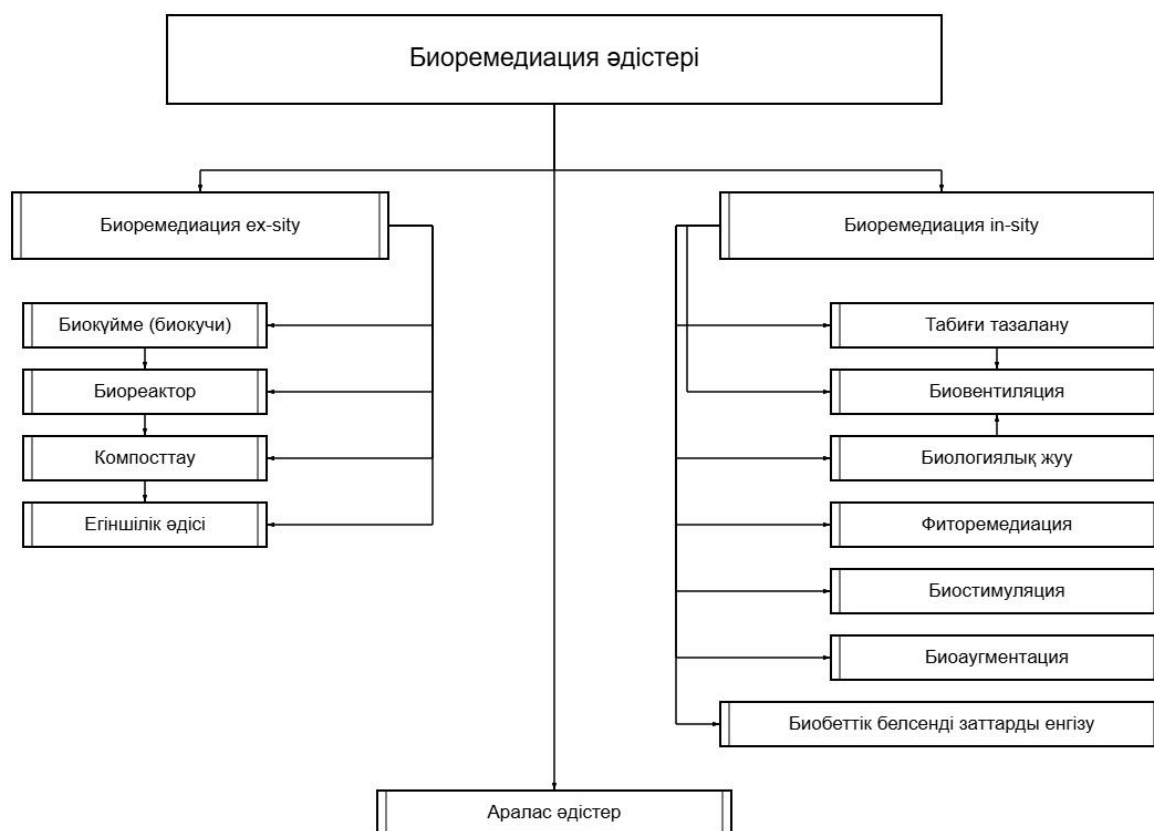 Биоремедиация әдістері
Биоремедиация ex-sity
Биокүйме (биокучи)
Биореактор
Компосттау
Егіншілік әдісі
Биоремедиация in-sity
Табиғи тазалану
Биовентиляция
Биологиялық жуу
Фиторемедиация
Биостимуляция
Биоаугментация
Биобеттік белсенді заттарды енгізу
Аралас әдістер